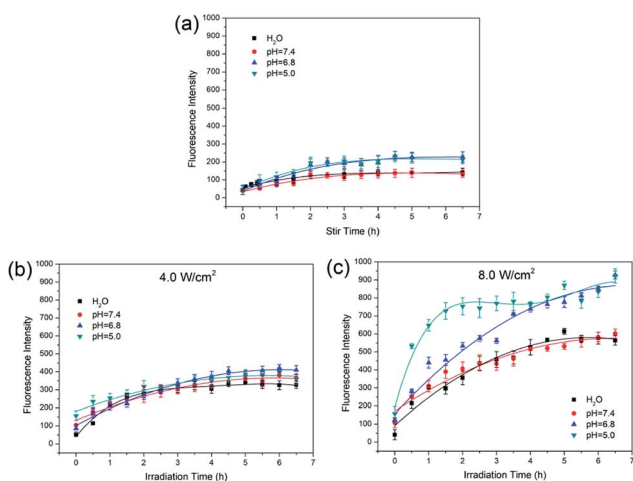 (a)
1000
900
800
700
600
500
400
300
200
100
0
Fluorescence Intensity
H₂O
pH=7.4
pH=6.8
pH=5.0
0 1 2 3 4 5 6 7
Stir Time (h)
(b)
4.0 W/cm²
1000
900
800
700
600
500
400
300
200
100
0
Fluorescence Intensity
H₂O
pH=7.4
pH=6.8
pH=5.0
0 1 2 3 4 5 6 7
Irradiation Time (h)
(c)
8.0 W/cm²
1000
900
800
700
600
500
400
300
200
100
0
Fluorescence Intensity
H₂O
pH=7.4
pH=6.8
pH=5.0
0 1 2 3 4 5 6 7
Irradiation Time (h)